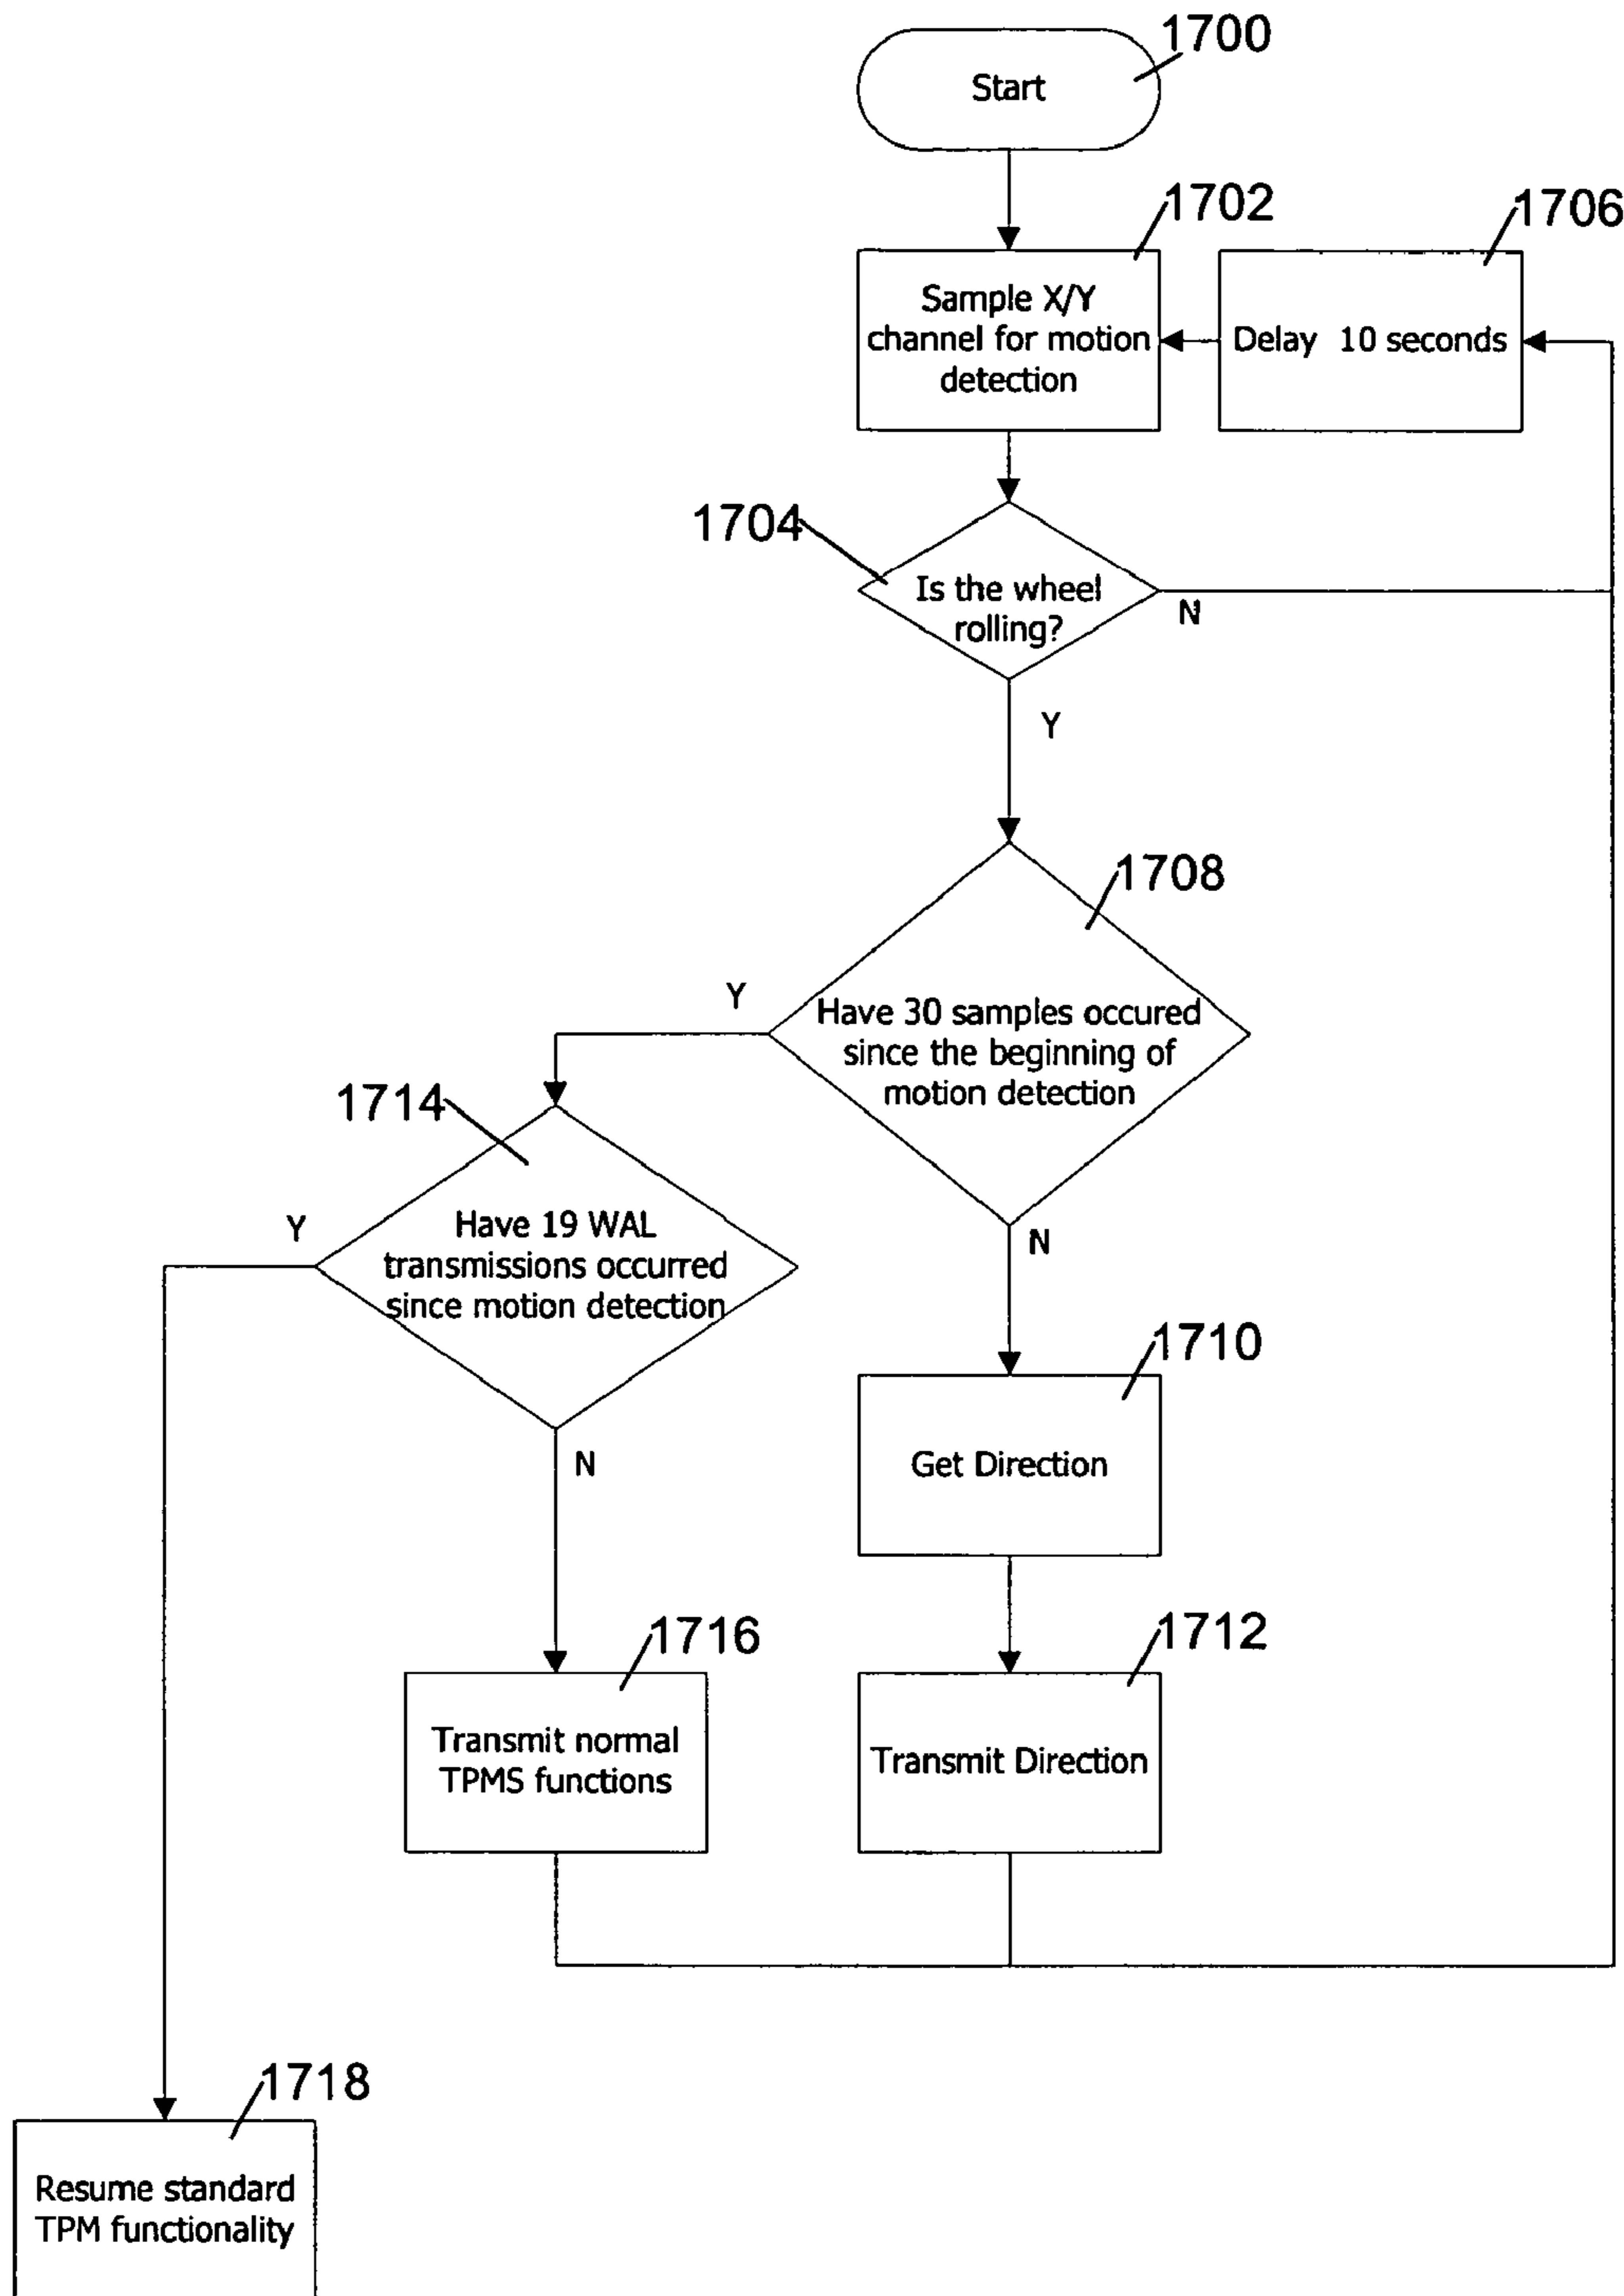 1700
Start
1702
1706
Sample X/Y
channel for motion
detection
Delay 10 seconds
1704
Is the wheel
rolling?
N
Y
1708
Y
Have 30 samples occured
since the beginning of
motion detection
1714
Y
Have 19 WAL
transmissions occurred
since motion detection
N
1710
N
Get Direction
1716
1712
Transmit normal
TPMS functions
Transmit Direction
1718
Resume standard
TPM functionality